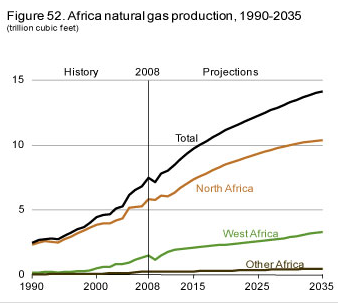 Figure 52. Africa natural gas production, 1990-2035
(trillion cubic feet)
15
History 2008 Projections
10
Total
North Africa
5
West Africa
Other Africa
0
1990 2000 2008 2015 2025 2035